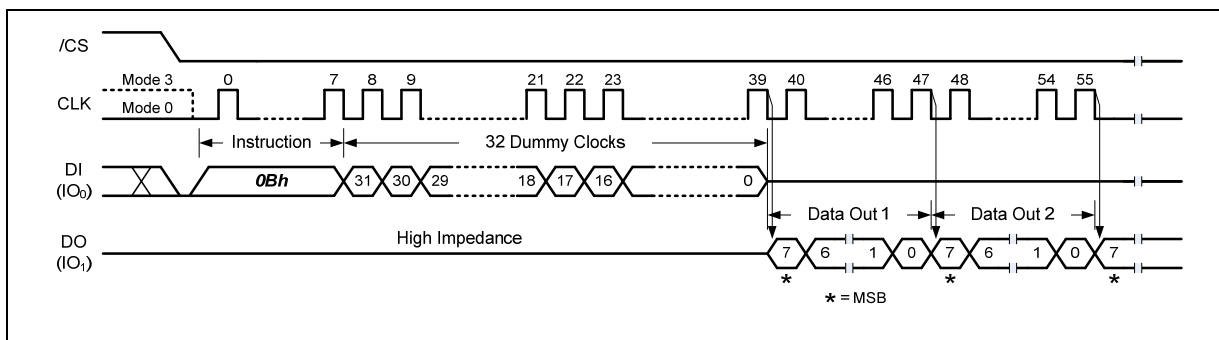 /CS
Mode 3 0 7 8 9 21 22 23 39 40 46 47 48 54 55
CLK
Mode 0
Instruction 32 Dummy Clocks
DI
(IO0)
0Bh 31 30 29 18 17 16 0
Data Out 1 Data Out 2
DO
(IO1)
High Impedance
7 6 1 0 7 6 1 0 7
* * *
* = MSB